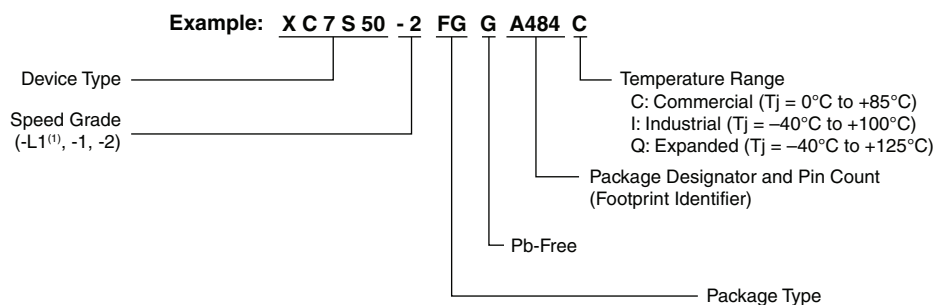 Example: X C 7 S 50 - 2 FG G A484 C
Device Type
Temperature Range
C: Commercial (Tj = 0°C to +85°C)
I: Industrial (Tj = –40°C to +100°C)
Q: Expanded (Tj = –40°C to +125°C)
Speed Grade
(-L1(1), -1, -2)
Package Designator and Pin Count
(Footprint Identifier)
Pb-Free
Package Type